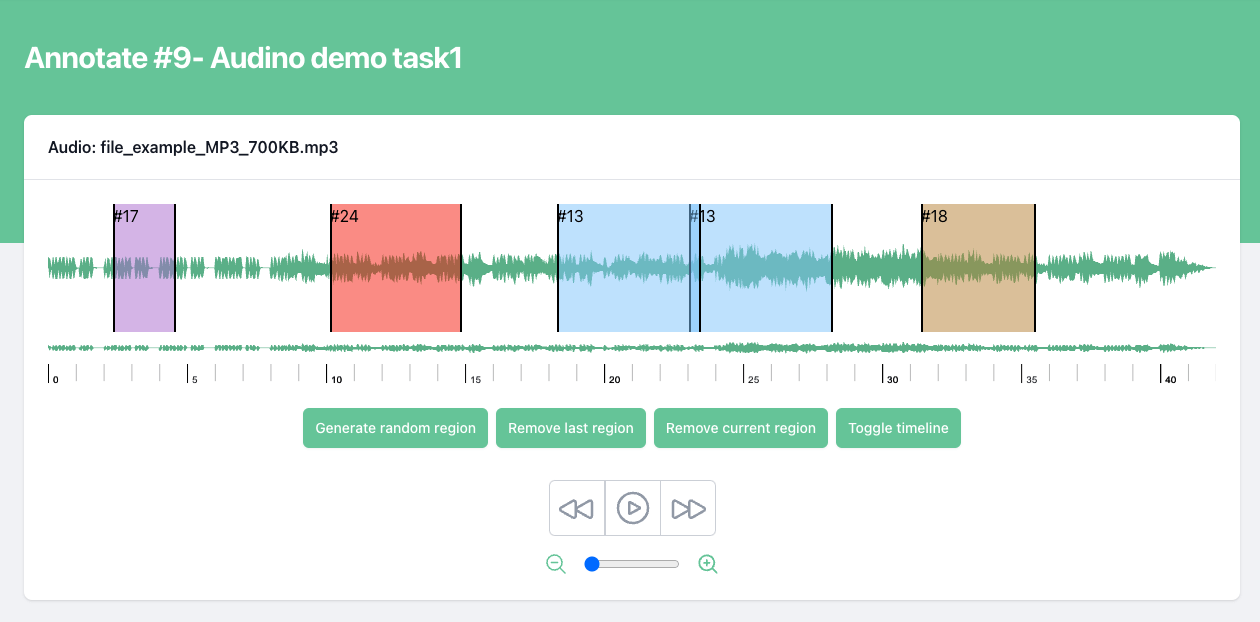 Annotate #9- Audino demo task1
Audio: file_example_MP3_700KB.mp3
#17 #24 #13 #13 #18
0 5 10 15 20 25 30 35 40
Generate random region Remove last region Remove current region Toggle timeline